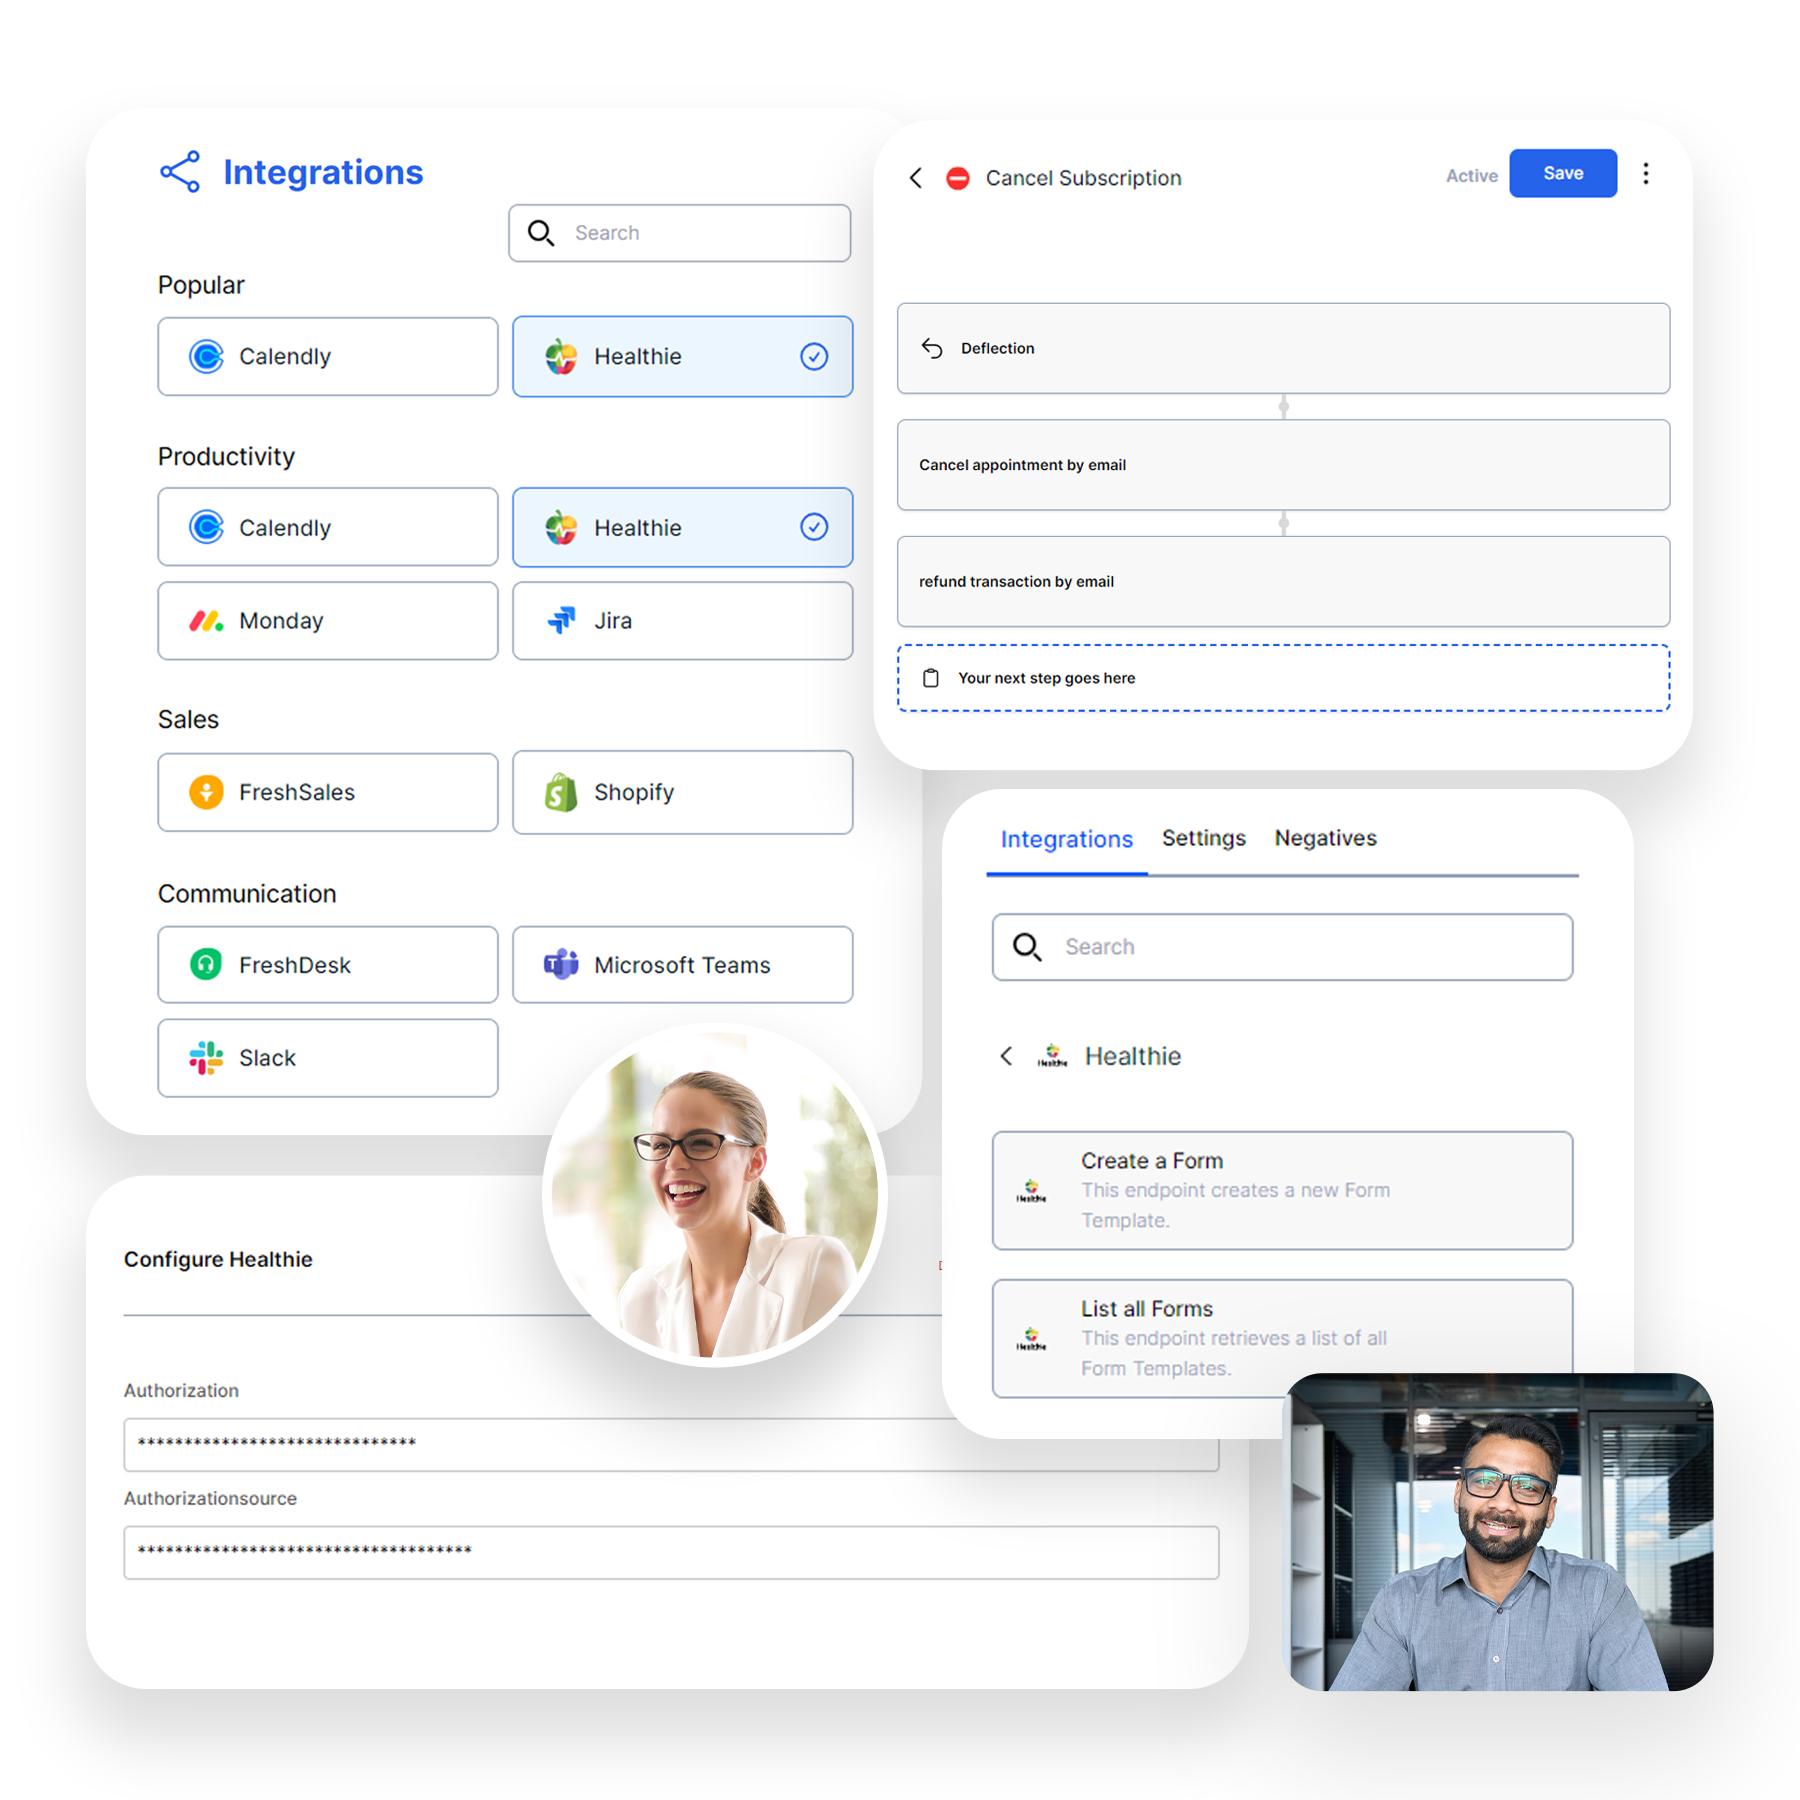 Integrations
Search
Popular
Calendly
Healthie
Productivity
Calendly
Healthie
Monday
Jira
Sales
FreshSales
Shopify
Communication
FreshDesk
Microsoft Teams
Slack
Cancel Subscription
Active
Save
Deflection
Cancel appointment by email
refund transaction by email
Your next step goes here
Integrations
Settings
Negatives
Search
Healthie
Healthie
Healthie
Create a Form
This endpoint creates a new Form
Template.
Healthie
List all Forms
This endpoint retrieves a list of all
Form Templates.
Configure Healthie
Authorization
******************************
Authorizationsource
************************************